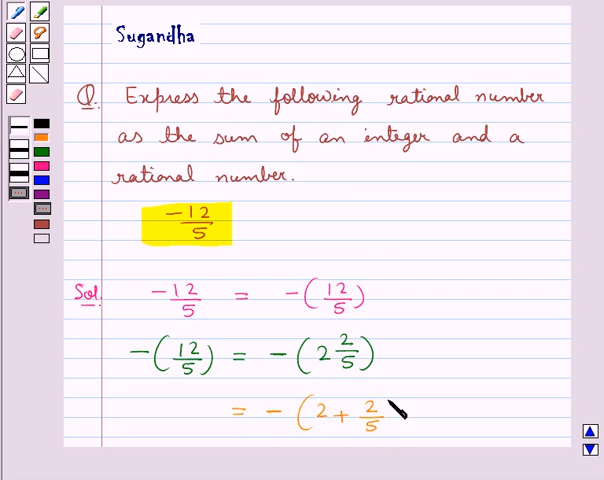 Sugandha
Q. Express the following rational number
as the sum of an integer and a
rational number.
-12/5
Sol. -12/5 = -(12/5)
-(12/5) = -(2 2/5)
= -(2 + 2/5